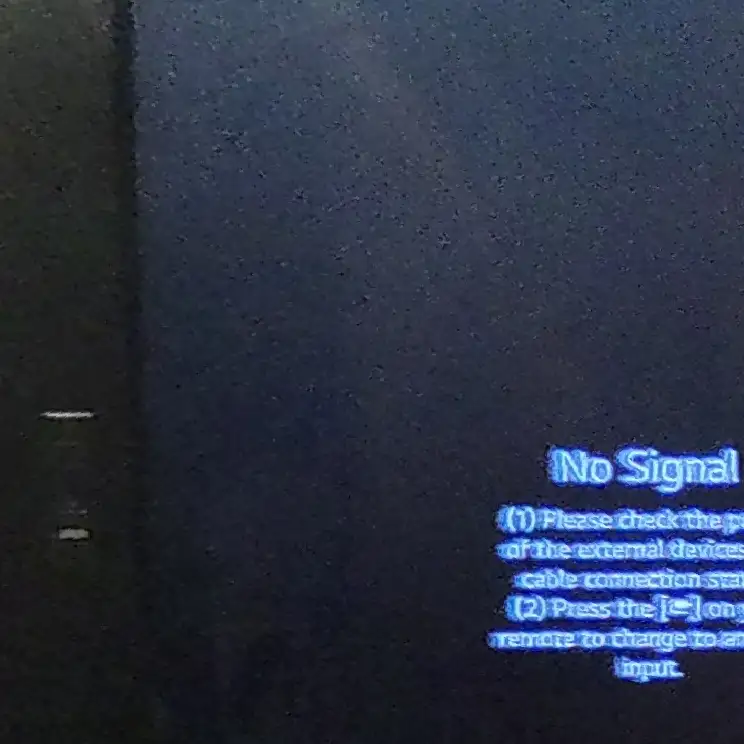 No Signal
(1) Please check the p
of the external devices
cable connection sta
(2) Press the [ ] on
remote to change to an
input.